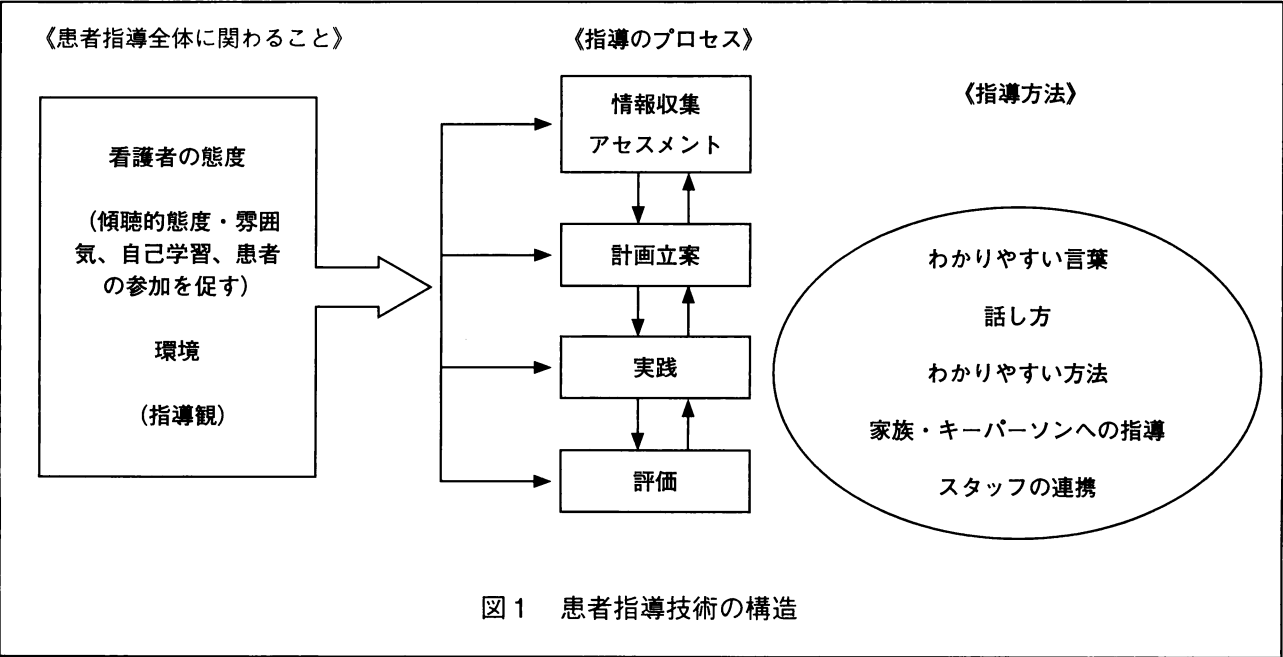 《患者指導全体に関わること》
看護者の態度
(傾聴的態度・雰囲
気、自己学習、患者
の参加を促す)
環境
(指導観)
《指導のプロセス》
情報収集
アセスメント
計画立案
実践
評価
《指導方法》
わかりやすい言葉
話し方
わかりやすい方法
家族・キーパーソンへの指導
スタッフの連携
図1 患者指導技術の構造